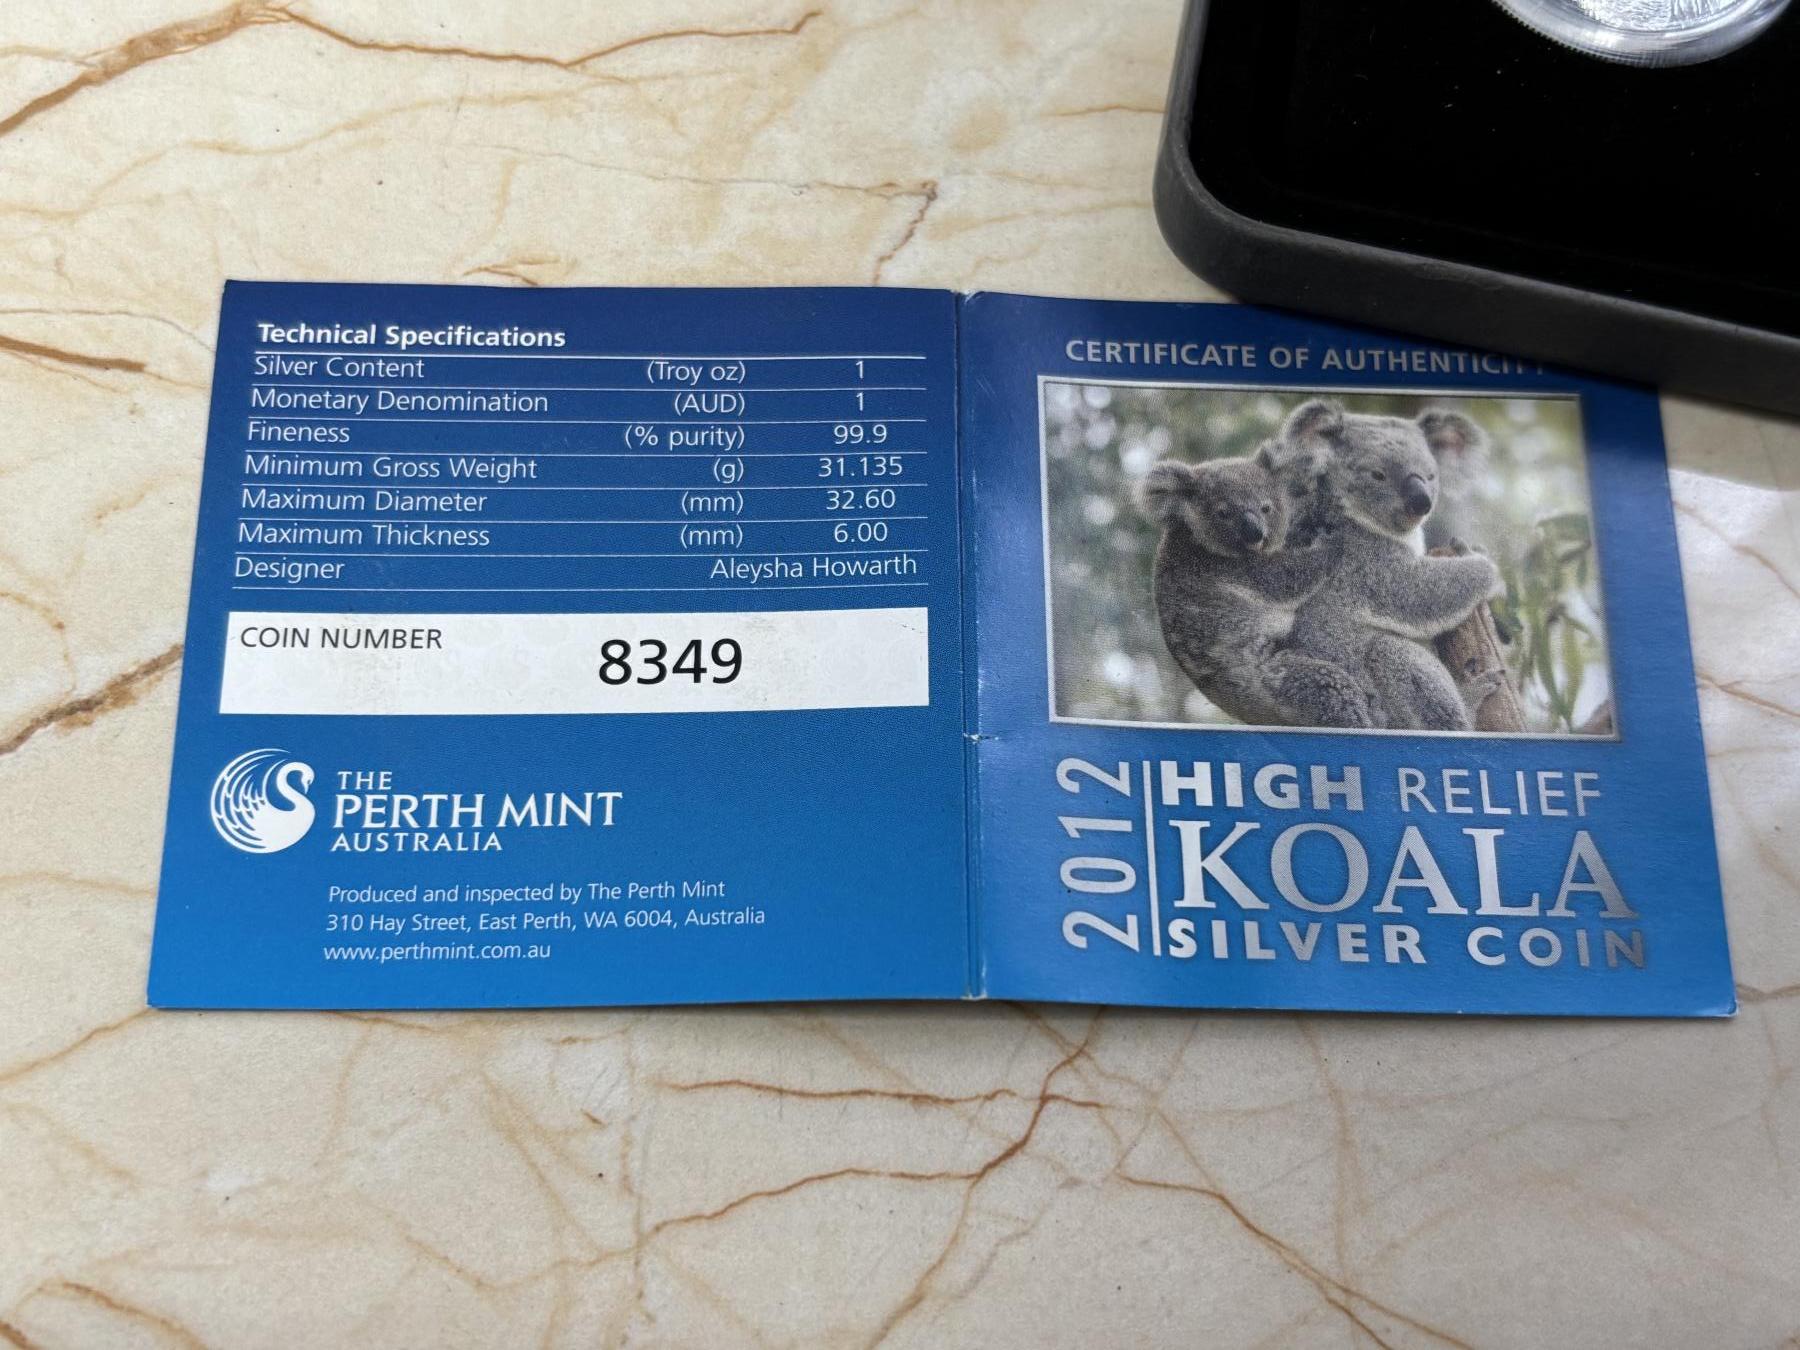 Technical Specifications
Silver Content (Troy oz) 1
Monetary Denomination (AUD) 1
Fineness (% purity) 99.9
Minimum Gross Weight (g) 31.135
Maximum Diameter (mm) 32.60
Maximum Thickness (mm) 6.00
Designer Aleysha Howarth
COIN NUMBER 8349
THE
PERTH MINT
AUSTRALIA
Produced and inspected by The Perth Mint
310 Hay Street, East Perth, WA 6004, Australia
www.perthmint.com.au
CERTIFICATE OF AUTHENTICITY
2012
HIGH RELIEF
KOALA
SILVER COIN